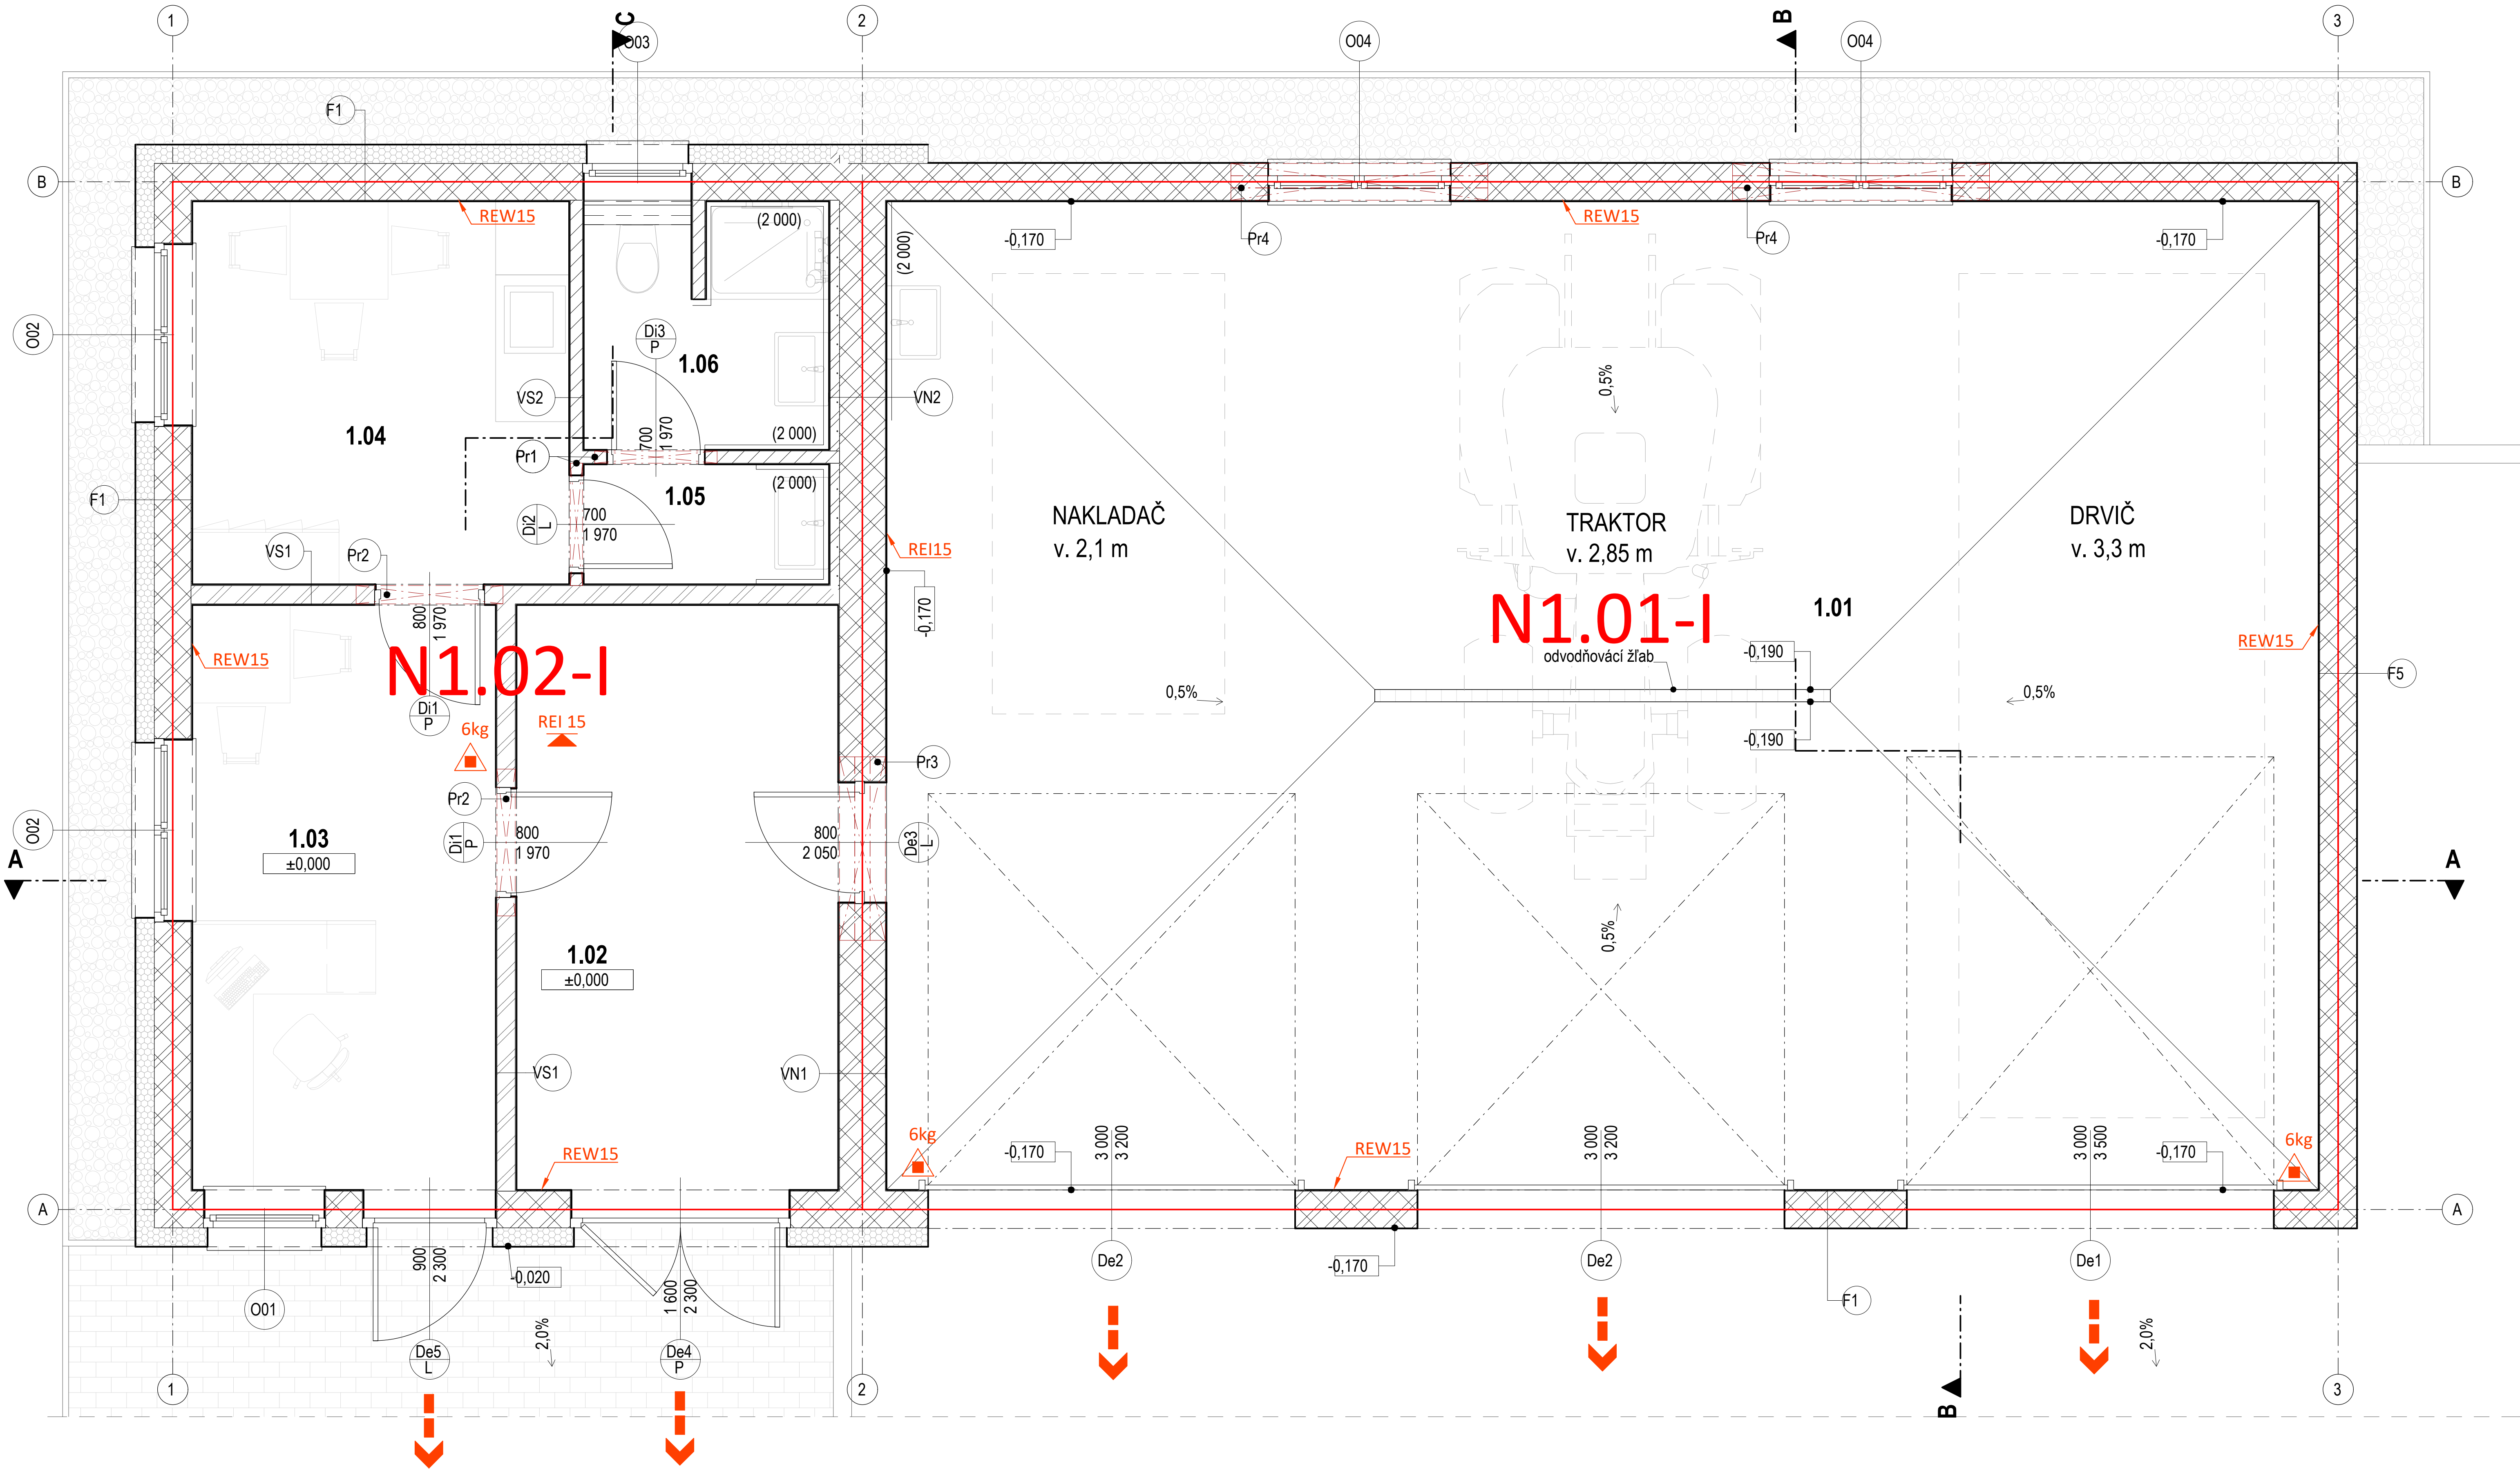 1
C
O03
2
O04
B
O04
3
F1
B
B
REW15
(2 000)
(2 000)
-0,170
Pr4
REW15
Pr4
-0,170
O02
Di3
P
1.06
0,5%
VS2
VN2
700
1 970
1.04
(2 000)
Pr1
(2 000)
1.05
F1
Di2
L
700
1 970
NAKLADAČ
v. 2,1 m
TRAKTOR
v. 2,85 m
DRVIČ
v. 3,3 m
VS1
Pr2
REI15
-0,170
800
1 970
N1.02-I
N1.01-I
1.01
odvodňovácí žľab
-0,190
REW15
REW15
F5
0,5%
0,5%
Di1
P
6kg
REI 15
-0,190
Pr3
Pr2
O02
1.03
±0,000
Di1
P
800
1 970
800
2 050
De3
L
A
A
0,5%
1.02
±0,000
VS1
VN1
6kg
REW15
-0,170
3 000
3 200
REW15
3 000
3 200
3 000
3 500
-0,170
6kg
A
A
900
2 300
-0,020
1 600
2 300
De2
-0,170
De2
De1
O01
F1
2,0%
2,0%
De5
L
De4
P
1
2
B
3